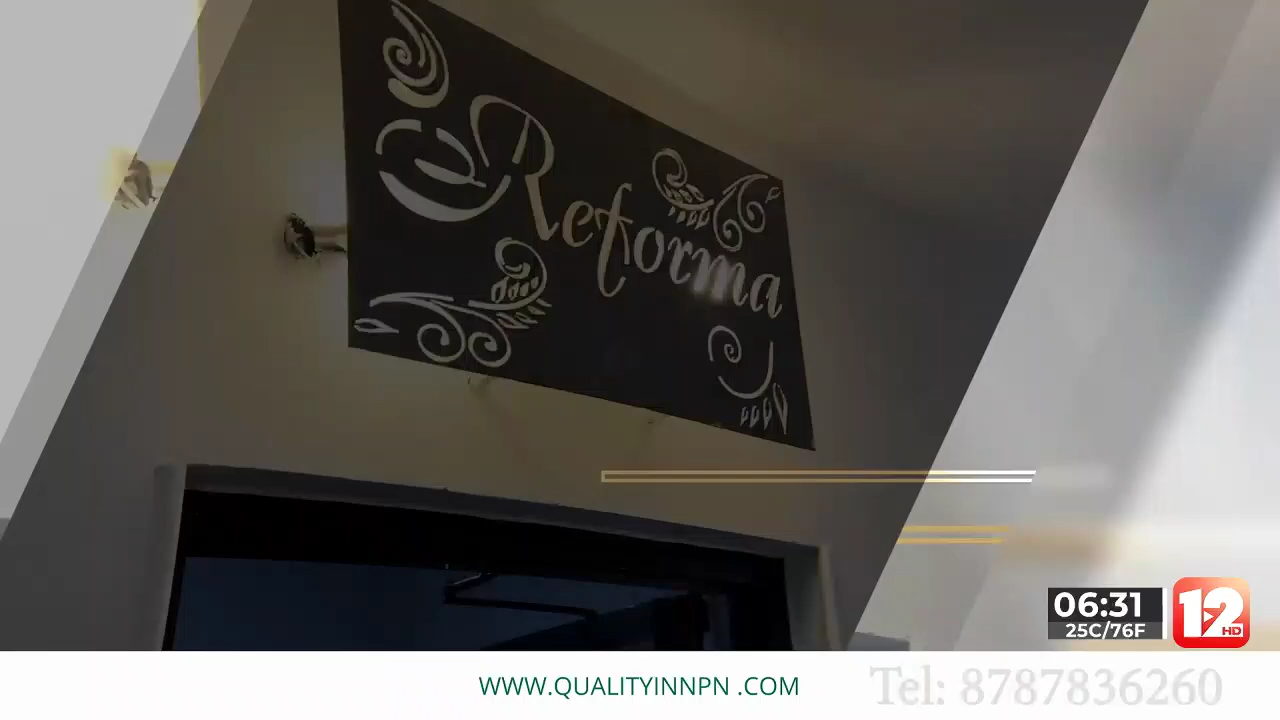 Reforma
06:31
25C/76F
12
HD
WWW.QUALITYINNPN .COM
Tel: 8787836260